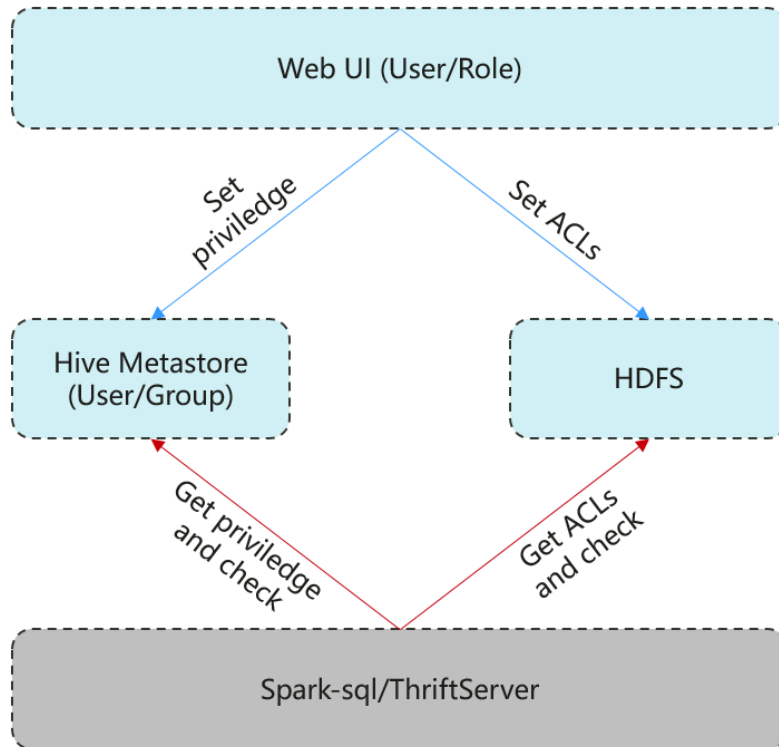 Web UI (User/Role)
Set
priviledge
Set ACLs
Hive Metastore
(User/Group)
HDFS
Get priviledge
and check
Get ACLs
and check
Spark-sql/ThriftServer